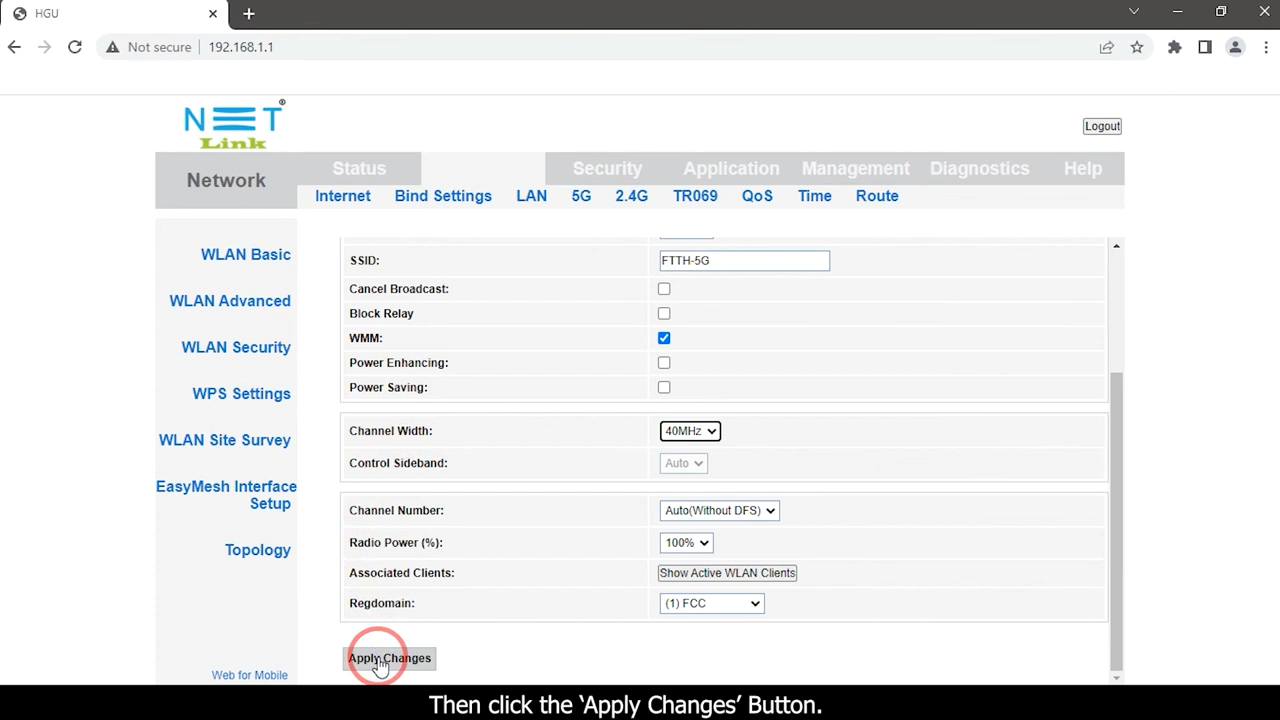 HGU
Not secure 192.168.1.1
NET
Link
Logout
Network
Status Security Application Management Diagnostics Help
Internet Bind Settings LAN 5G 2.4G TR069 QoS Time Route
WLAN Basic
WLAN Advanced
WLAN Security
WPS Settings
WLAN Site Survey
EasyMesh Interface
Setup
Topology
Web for Mobile
SSID: FTTH-5G
Cancel Broadcast:
Block Relay
WMM:
Power Enhancing:
Power Saving:
Channel Width: 40MHz
Control Sideband: Auto
Channel Number: Auto(Without DFS)
Radio Power (%): 100%
Associated Clients: Show Active WLAN Clients
Regdomain: (1) FCC
Apply Changes
Then click the ‘Apply Changes’ Button.